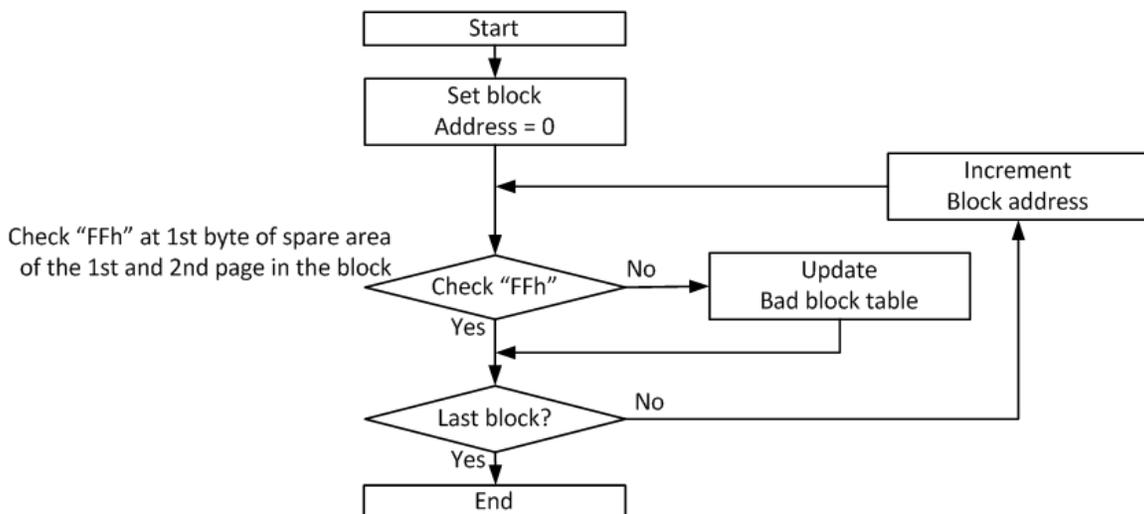 Start
Set block
Address = 0
Increment
Block address
Check “FFh” at 1st byte of spare area
of the 1st and 2nd page in the block
Check “FFh”
No
Update
Bad block table
Yes
Last block?
No
Yes
End